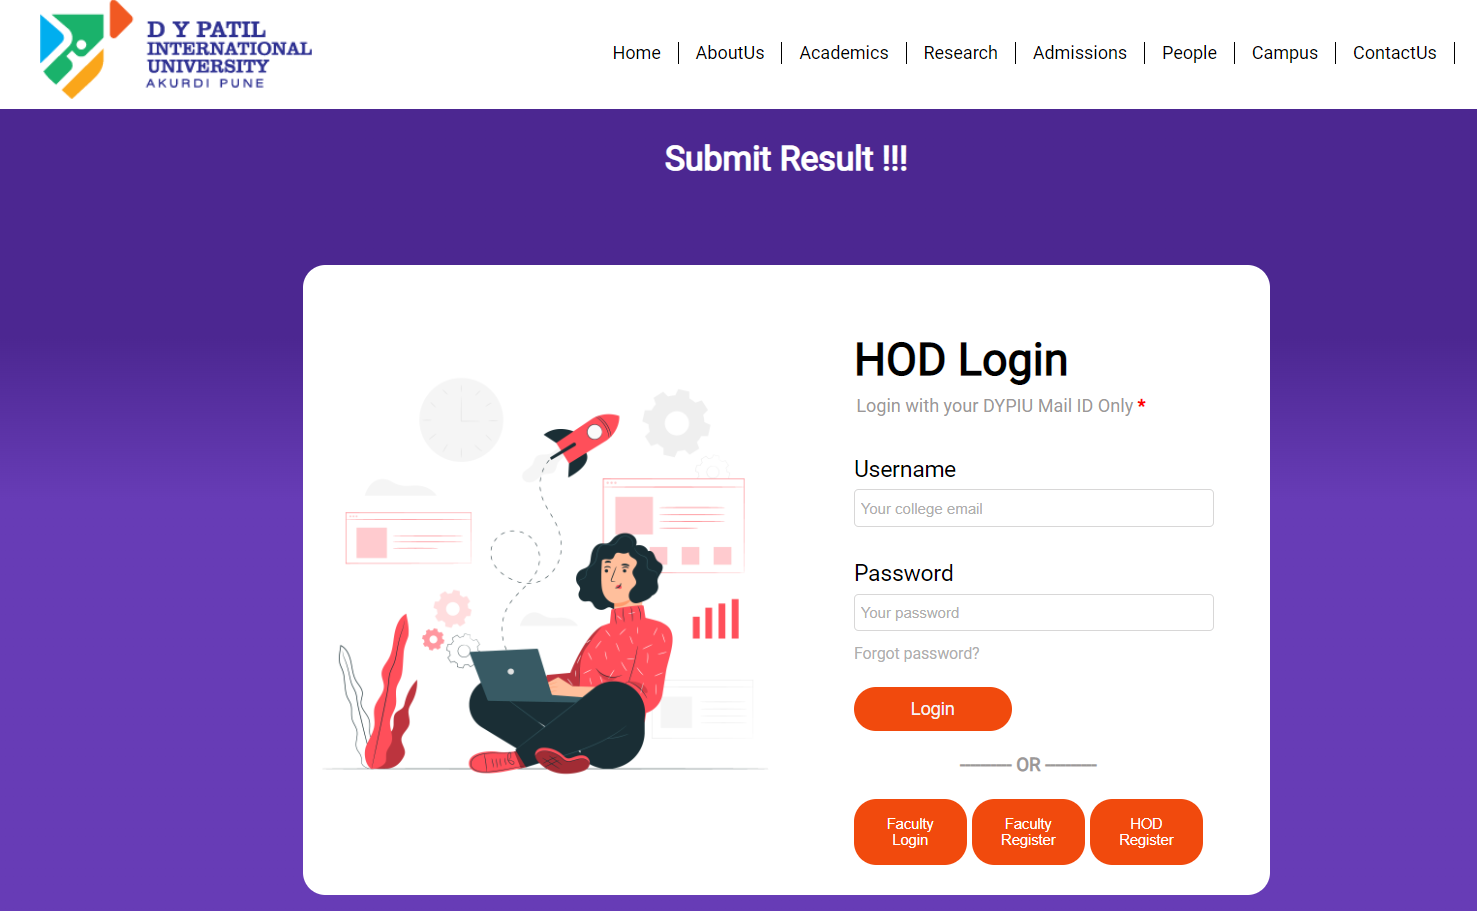 D Y PATIL
INTERNATIONAL
UNIVERSITY
AKURDI PUNE
Home
AboutUs
Academics
Research
Admissions
People
Campus
ContactUs
Submit Result !!!
HOD Login
Login with your DYPIU Mail ID Only *
Username
Your college email
Password
Your password
Forgot password?
Login
OR
Faculty
Login
Faculty
Register
HOD
Register